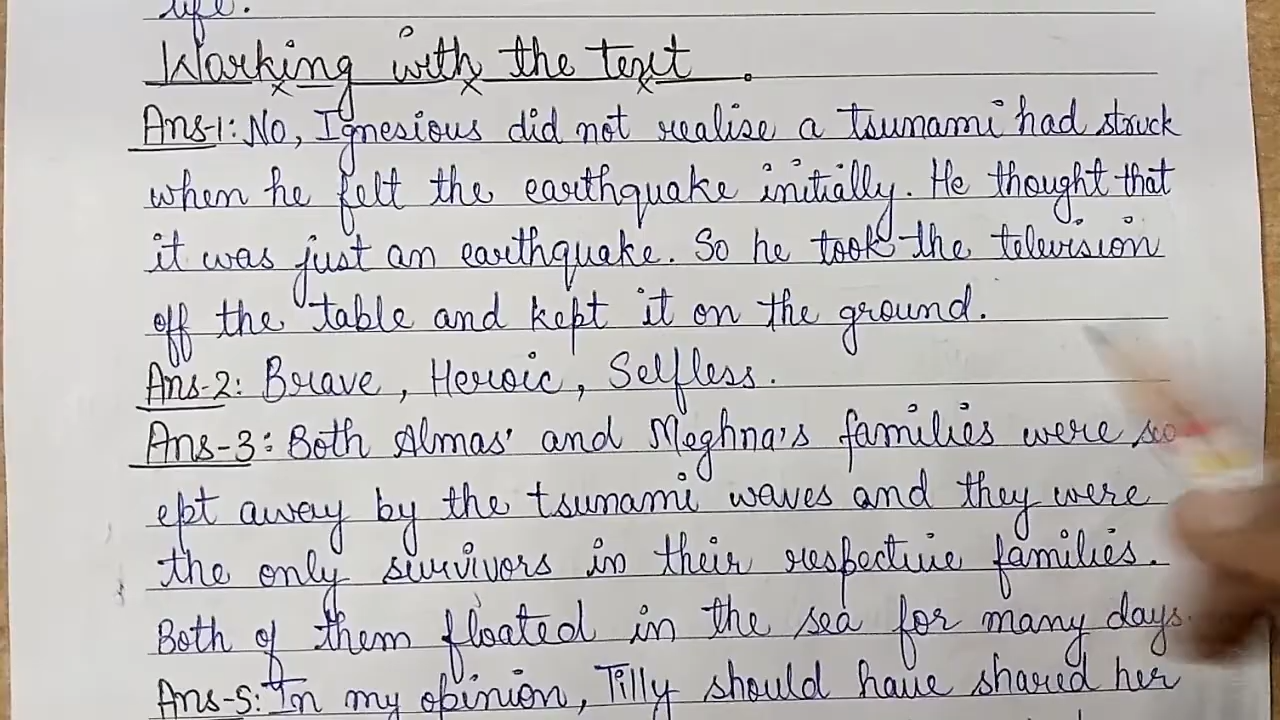 life.
Working with the text.
Ans-1: No, Ignesious did not realise a tsunami had struck
when he felt the earthquake initially. He thought that
it was just an earthquake. So he took the television
off the table and kept it on the ground.
Ans-2: Brave, Heroic, Selfless.
Ans-3: Both Almas' and Meghna's families were sw
ept away by the tsunami waves and they were
the only survivors in their respective families.
Both of them floated in the sea for many days.
Ans-5: In my opinion, Tilly should have shared her